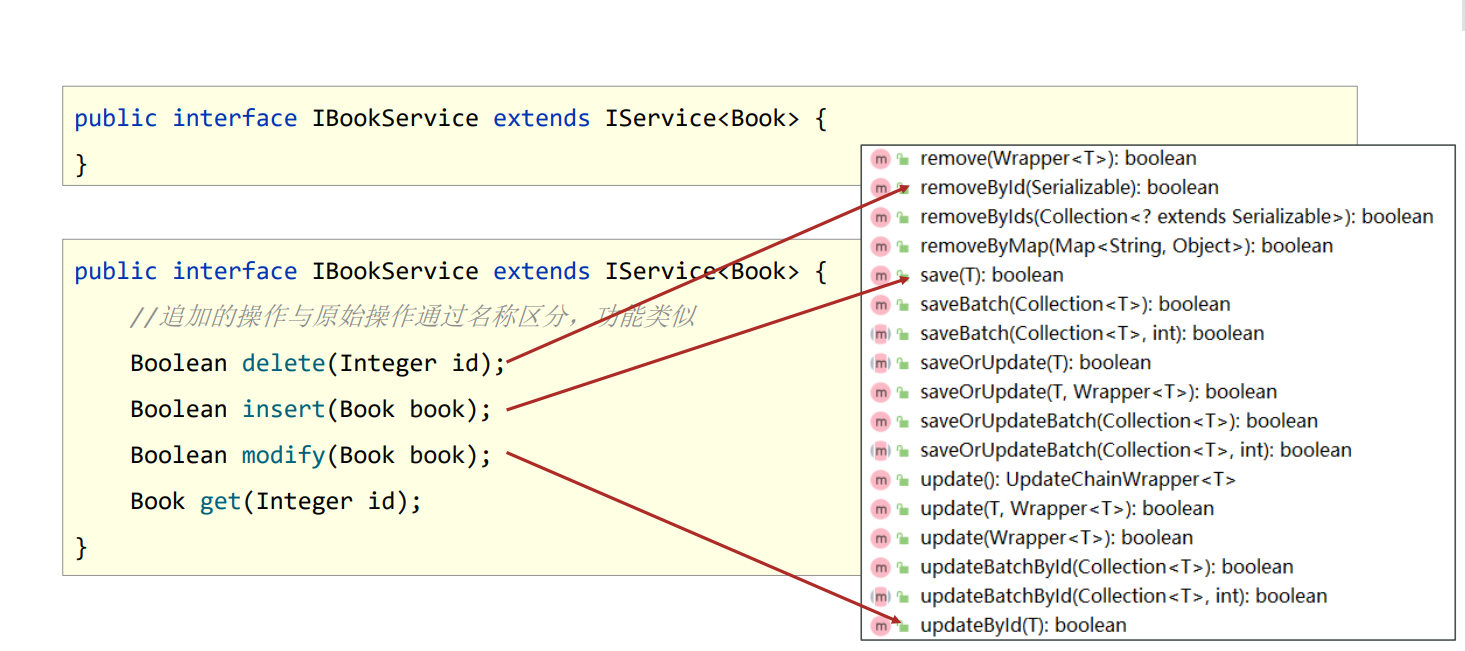 public interface IBookService extends IService<Book> {
}
public interface IBookService extends IService<Book> {
//追加的操作与原始操作通过名称区分，功能类似
Boolean delete(Integer id);
Boolean insert(Book book);
Boolean modify(Book book);
Book get(Integer id);
}
m remove(Wrapper<T>): boolean
m removeById(Serializable): boolean
m removeByIds(Collection<? extends Serializable>): boolean
m removeByMap(Map<String, Object>): boolean
m save(T): boolean
m saveBatch(Collection<T>): boolean
(m) saveBatch(Collection<T>, int): boolean
(m) saveOrUpdate(T): boolean
m saveOrUpdate(T, Wrapper<T>): boolean
m saveOrUpdateBatch(Collection<T>): boolean
(m) saveOrUpdateBatch(Collection<T>, int): boolean
m update(): UpdateChainWrapper<T>
m update(T, Wrapper<T>): boolean
m update(Wrapper<T>): boolean
m updateBatchById(Collection<T>): boolean
(m) updateBatchById(Collection<T>, int): boolean
m updateById(T): boolean